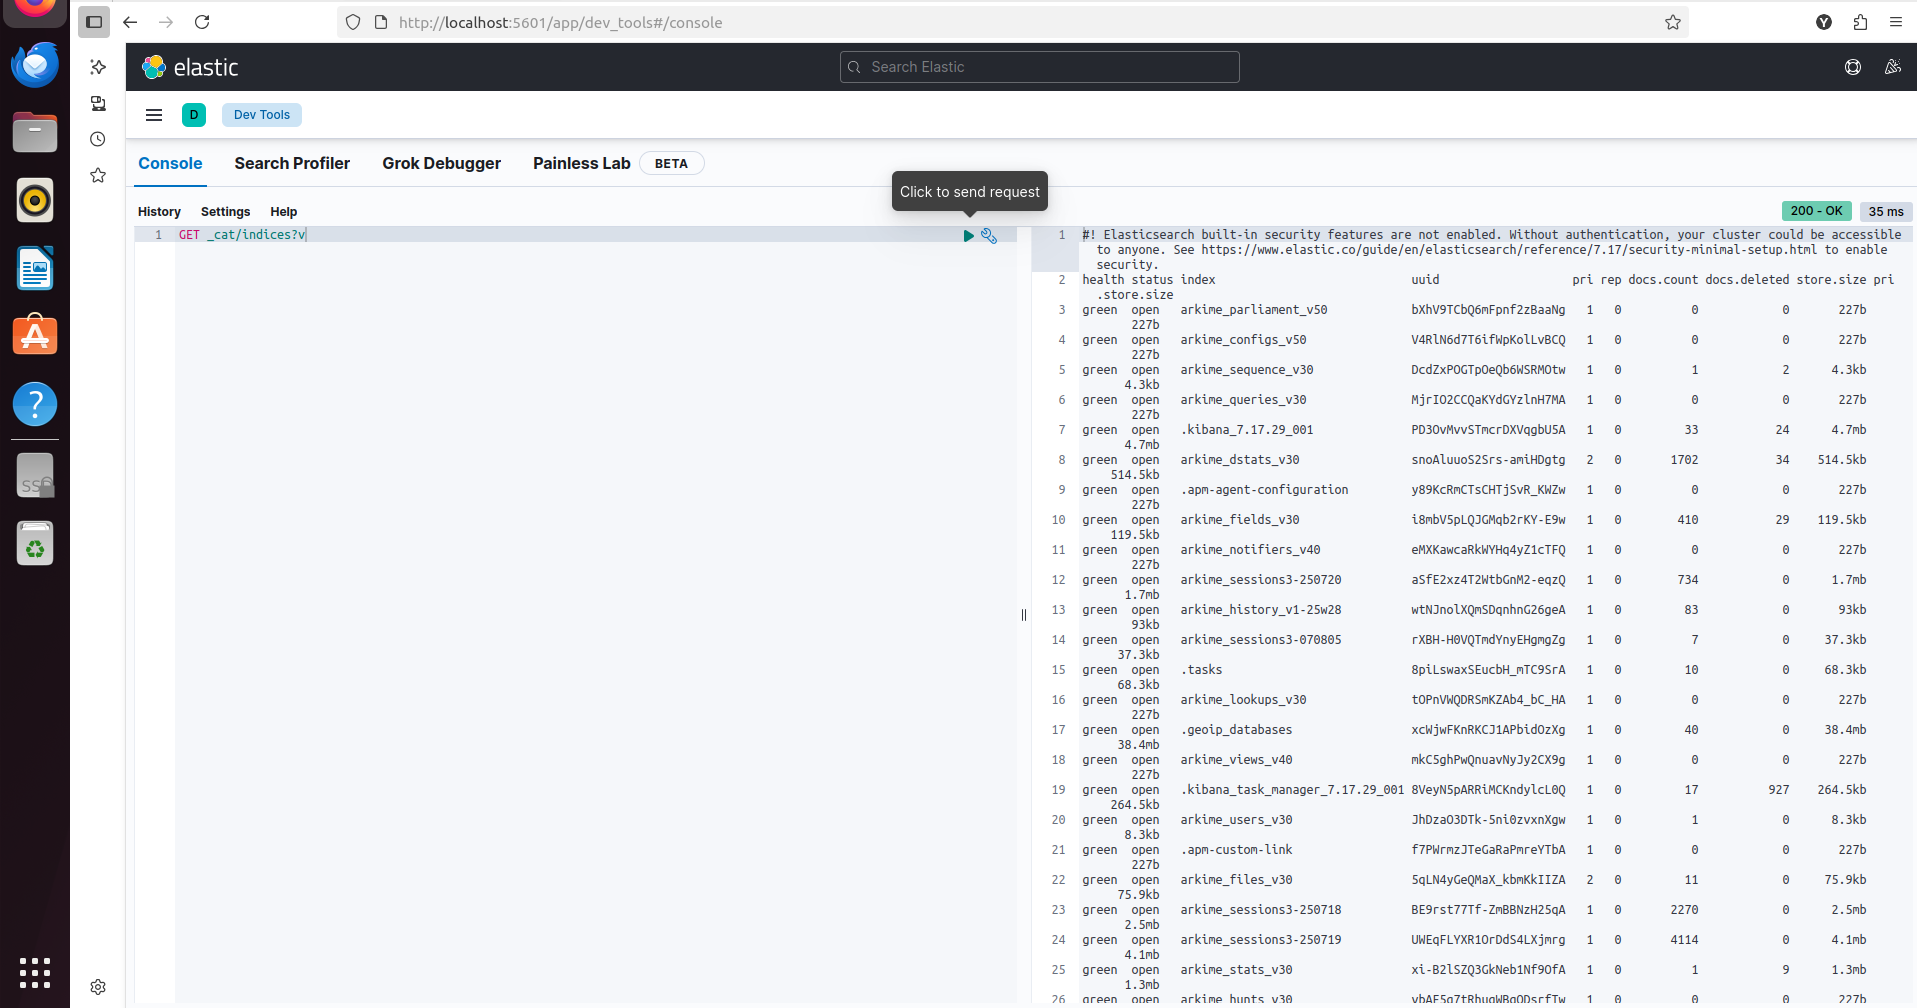 http://localhost:5601/app/dev_tools#/console
Y
elastic
Search Elastic
D
Dev Tools
Console
Search Profiler
Grok Debugger
Painless Lab
BETA
Click to send request
History
Settings
Help
200 - OK
35 ms
1 GET _cat/indices?v
1 #! Elasticsearch built-in security features are not enabled. Without authentication, your cluster could be accessible
to anyone. See https://www.elastic.co/guide/en/elasticsearch/reference/7.17/security-minimal-setup.html to enable
security.
2 health status index uuid pri rep docs.count docs.deleted store.size pri
.store.size
3 green open arkime_parliament_v50 bXhV9TCbQ6mFpnf2zBaaNg 1 0 0 0 227b
227b
4 green open arkime_configs_v50 V4RlN6d7T6ifWpKolLvBCQ 1 0 0 0 227b
227b
5 green open arkime_sequence_v30 DcdZxPOGTpOeQb6WSRMOtw 1 0 1 2 4.3kb
4.3kb
6 green open arkime_queries_v30 MjrIO2CCQaKYdGYzlnH7MA 1 0 0 0 227b
227b
7 green open .kibana_7.17.29_001 PD3OvMvvSTmcrDXVqgbU5A 1 0 33 24 4.7mb
4.7mb
8 green open arkime_dstats_v30 snoAluuoS2Srs-amiHDgtg 2 0 1702 34 514.5kb
514.5kb
9 green open .apm-agent-configuration y89KcRmCTsCHTjSvR_KWZw 1 0 0 0 227b
227b
10 green open arkime_fields_v30 i8mbV5pLQJGMqb2rKY-E9w 1 0 410 29 119.5kb
119.5kb
11 green open arkime_notifiers_v40 eMXKawcaRkWYHq4yZ1cTFQ 1 0 0 0 227b
227b
12 green open arkime_sessions3-250720 aSfE2xz4T2WtbGnM2-eqzQ 1 0 734 0 1.7mb
1.7mb
13 green open arkime_history_v1-25w28 wtNJnolXQmSDqnhnG26geA 1 0 83 0 93kb
93kb
14 green open arkime_sessions3-070805 rXBH-H0VQTmdYnyEHgmgZg 1 0 7 0 37.3kb
37.3kb
15 green open .tasks 8piLswaxSEucbH_mTC9SrA 1 0 10 0 68.3kb
68.3kb
16 green open arkime_lookups_v30 tOPnVWQDRSmKZAb4_bC_HA 1 0 0 0 227b
227b
17 green open .geoip_databases xcWjwFKnRKCJ1APbidOzXg 1 0 40 0 38.4mb
38.4mb
18 green open arkime_views_v40 mkC5ghPwQnuavNyJy2CX9g 1 0 0 0 227b
227b
19 green open .kibana_task_manager_7.17.29_001 8VeyN5pARRiMCKndylcL0Q 1 0 17 927 264.5kb
264.5kb
20 green open arkime_users_v30 JhDzaO3DTk-5ni0zvxnXgw 1 0 1 0 8.3kb
8.3kb
21 green open .apm-custom-link f7PWrmzJTeGaRaPmreYTbA 1 0 0 0 227b
227b
22 green open arkime_files_v30 5qLN4yGeQMaX_kbmKkIIZA 2 0 11 0 75.9kb
75.9kb
23 green open arkime_sessions3-250718 BE9rst77Tf-ZmBBNzH25qA 1 0 2270 0 2.5mb
2.5mb
24 green open arkime_sessions3-250719 UWEqFLYXR1OrDdS4LXjmrg 1 0 4114 0 4.1mb
4.1mb
25 green open arkime_stats_v30 xi-B2lSZQ3GkNeb1Nf9OfA 1 0 1 9 1.3mb
1.3mb
26 green open arkime_hunts_v30 1 0 0 0 227b